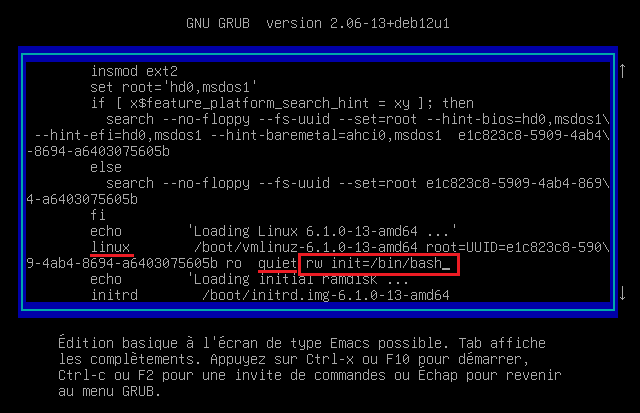 GNU GRUB  version 2.06-13+deb12u1
insmod ext2
set root='hd0,msdos1'
if [ x$feature_platform_search_hint = xy ]; then
search --no-floppy --fs-uuid --set=root --hint-bios=hd0,msdos1\
--hint-efi=hd0,msdos1 --hint-baremetal=ahci0,msdos1  e1c823c8-5909-4ab4\
-8694-a6403075605b
else
search --no-floppy --fs-uuid --set=root e1c823c8-5909-4ab4-869\
4-a6403075605b
fi
echo        'Loading Linux 6.1.0-13-amd64 ...'
linux        /boot/vmlinuz-6.1.0-13-amd64 root=UUID=e1c823c8-590\
9-4ab4-8694-a6403075605b ro  quiet rw init=/bin/bash_
echo        'Loading initial ramdisk ...'
initrd        /boot/initrd.img-6.1.0-13-amd64
Édition basique à l'écran de type Emacs possible. Tab affiche
les complètements. Appuyez sur Ctrl-x ou F10 pour démarrer,
Ctrl-c ou F2 pour une invite de commandes ou Échap pour revenir
au menu GRUB.